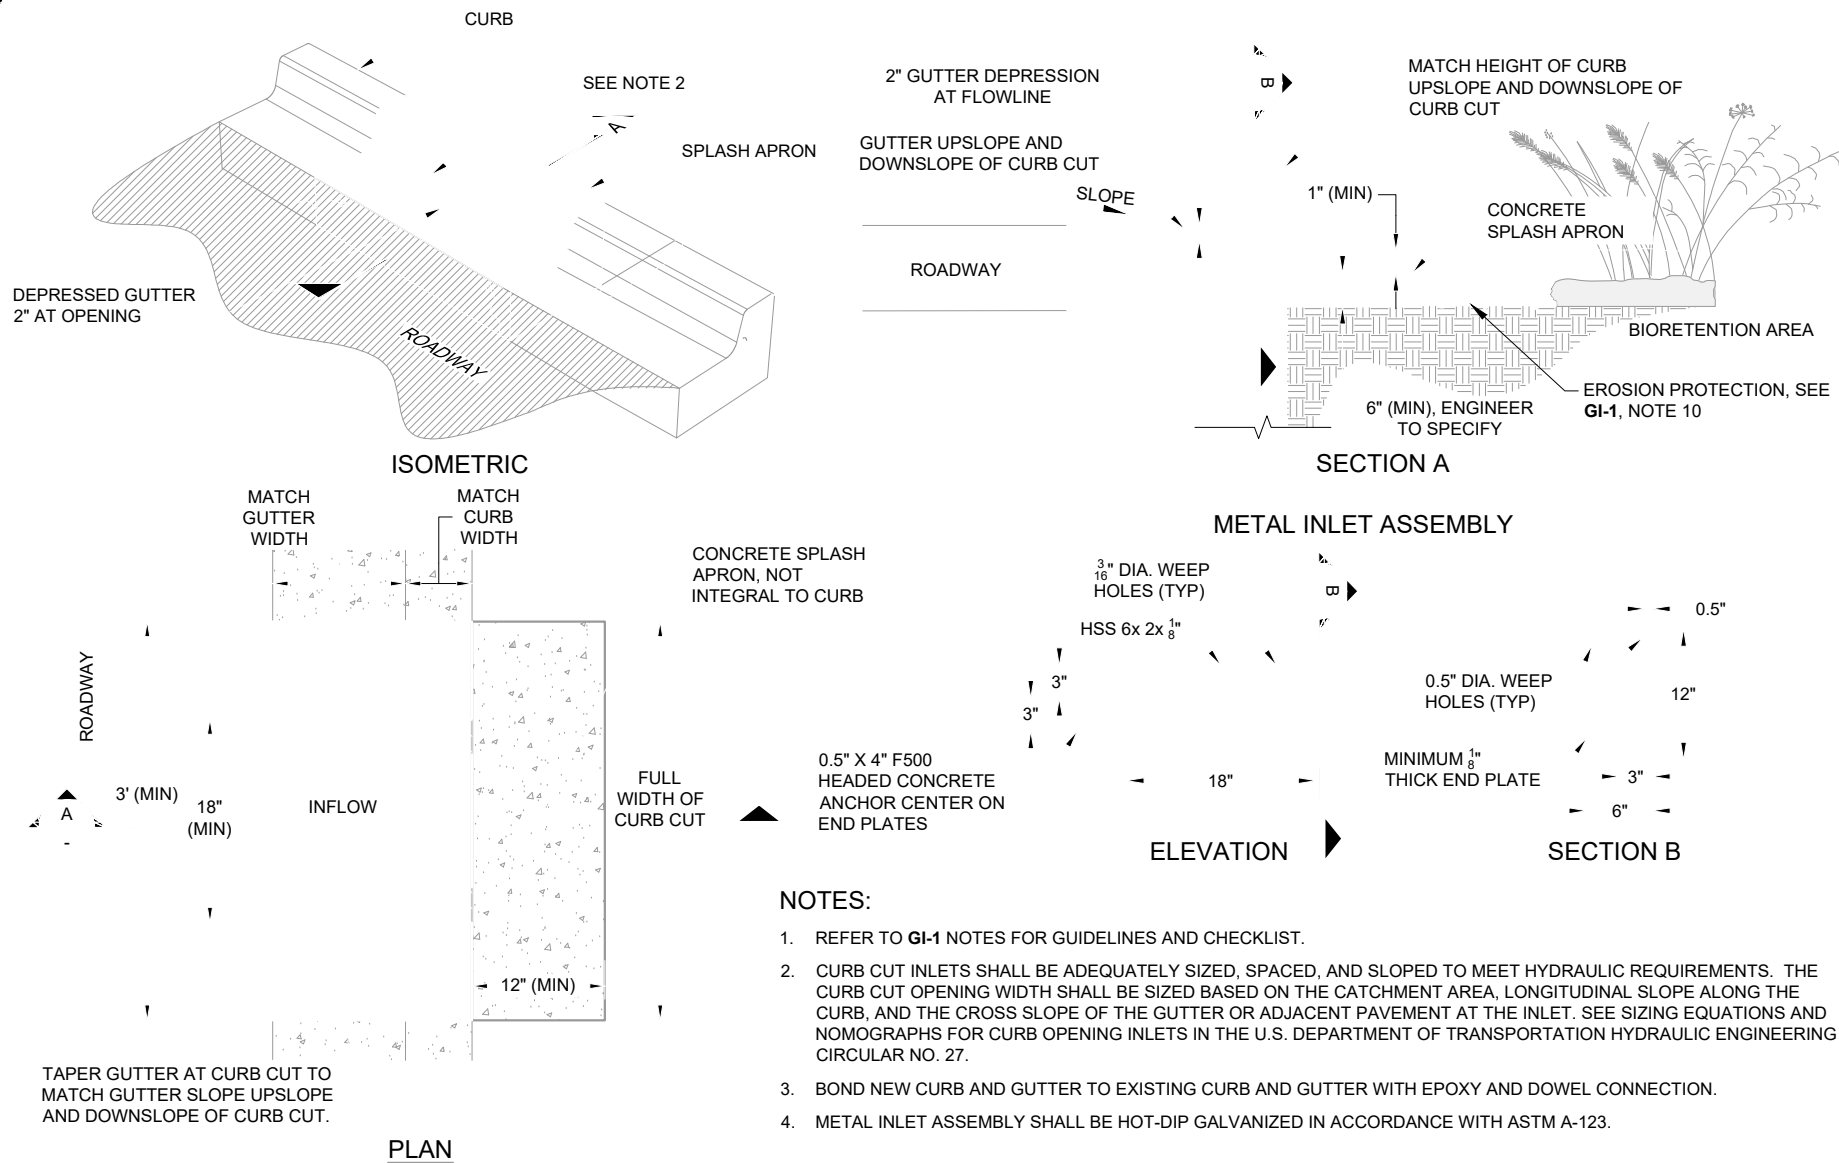 CURB
SEE NOTE 2
A
SPLASH APRON
DEPRESSED GUTTER
2" AT OPENING
ROADWAY
ISOMETRIC
2" GUTTER DEPRESSION
AT FLOWLINE
GUTTER UPSLOPE AND
DOWNSLOPE OF CURB CUT
SLOPE
ROADWAY
B
MATCH HEIGHT OF CURB
UPSLOPE AND DOWNSLOPE OF
CURB CUT
1" (MIN)
CONCRETE
SPLASH APRON
BIORETENTION AREA
EROSION PROTECTION, SEE
GI-1, NOTE 10
6" (MIN), ENGINEER
TO SPECIFY
SECTION A
MATCH
GUTTER
WIDTH
MATCH
CURB
WIDTH
CONCRETE SPLASH
APRON, NOT
INTEGRAL TO CURB
ROADWAY
A
-
3' (MIN)
18"
(MIN)
INFLOW
FULL
WIDTH OF
CURB CUT
12" (MIN)
TAPER GUTTER AT CURB CUT TO
MATCH GUTTER SLOPE UPSLOPE
AND DOWNSLOPE OF CURB CUT.
PLAN
METAL INLET ASSEMBLY
3/16" DIA. WEEP
HOLES (TYP)
HSS 6x 2x 1/8"
B
3"
3"
0.5" X 4" F500
HEADED CONCRETE
ANCHOR CENTER ON
END PLATES
18"
ELEVATION
0.5"
0.5" DIA. WEEP
HOLES (TYP)
12"
MINIMUM 1/8"
THICK END PLATE
3"
6"
SECTION B
NOTES:
1. REFER TO GI-1 NOTES FOR GUIDELINES AND CHECKLIST.
2. CURB CUT INLETS SHALL BE ADEQUATELY SIZED, SPACED, AND SLOPED TO MEET HYDRAULIC REQUIREMENTS. THE
CURB CUT OPENING WIDTH SHALL BE SIZED BASED ON THE CATCHMENT AREA, LONGITUDINAL SLOPE ALONG THE
CURB, AND THE CROSS SLOPE OF THE GUTTER OR ADJACENT PAVEMENT AT THE INLET. SEE SIZING EQUATIONS AND
NOMOGRAPHS FOR CURB OPENING INLETS IN THE U.S. DEPARTMENT OF TRANSPORTATION HYDRAULIC ENGINEERING
CIRCULAR NO. 27.
3. BOND NEW CURB AND GUTTER TO EXISTING CURB AND GUTTER WITH EPOXY AND DOWEL CONNECTION.
4. METAL INLET ASSEMBLY SHALL BE HOT-DIP GALVANIZED IN ACCORDANCE WITH ASTM A-123.